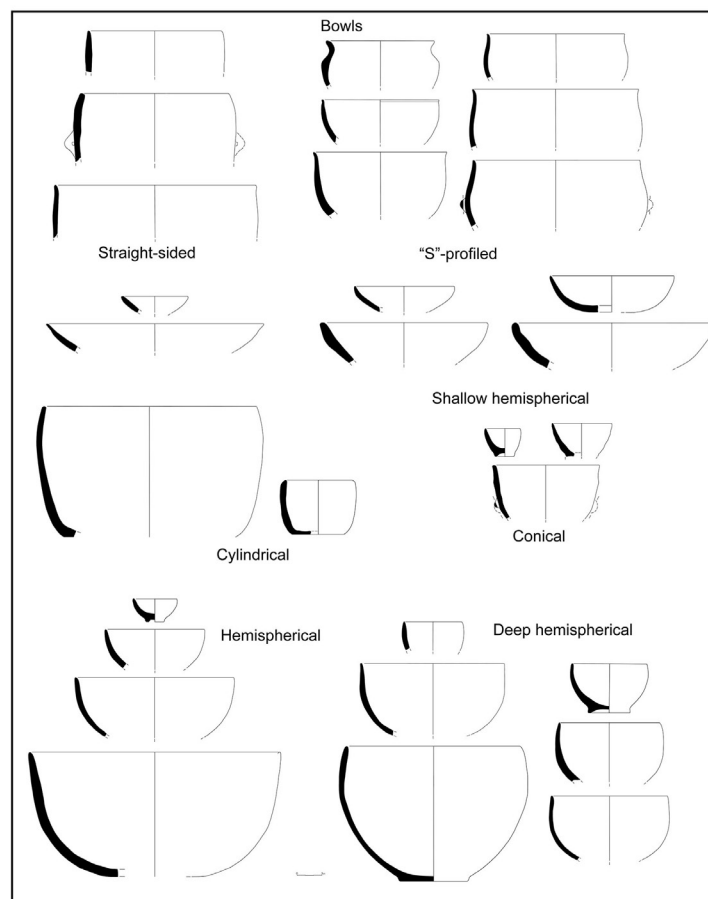 Bowls
Straight-sided
“S”-profiled
Shallow hemispherical
Cylindrical
Conical
Hemispherical
Deep hemispherical